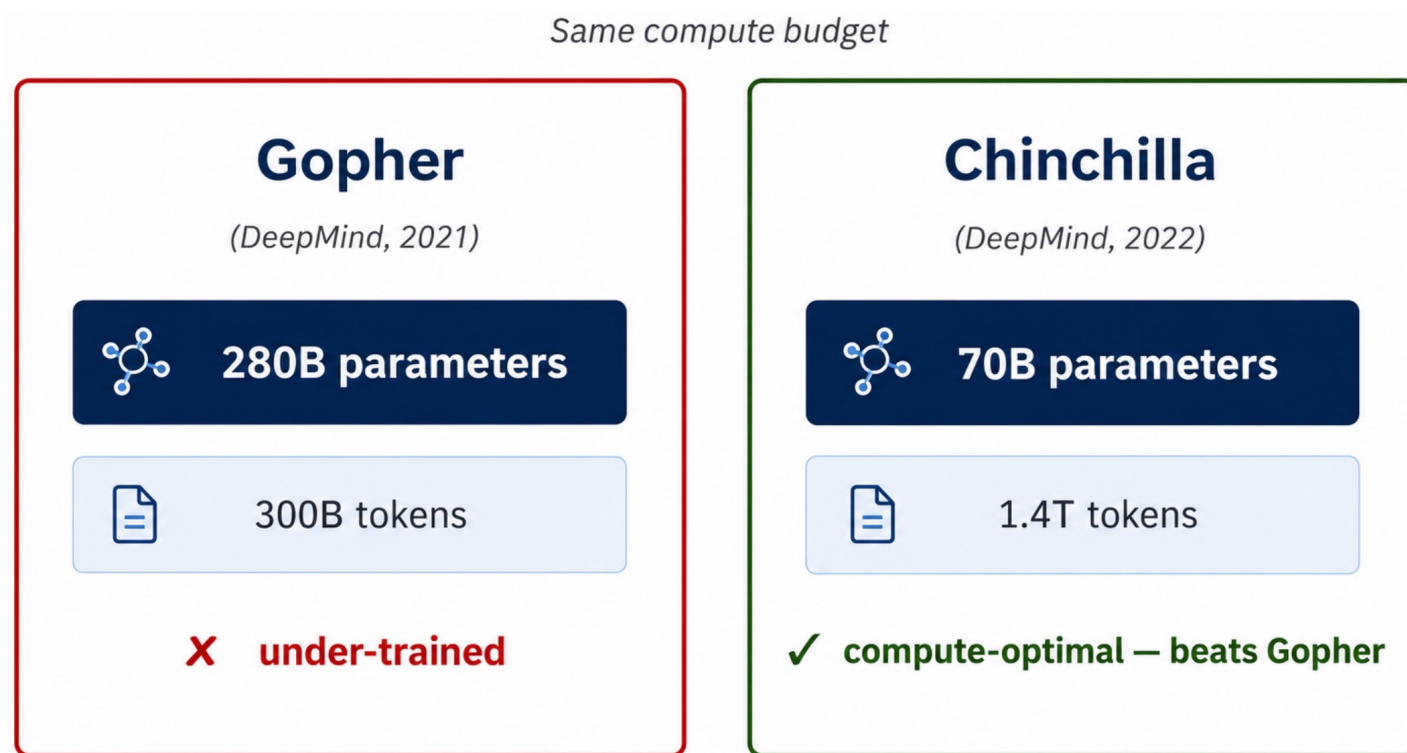 Same compute budget
Gopher
(DeepMind, 2021)
280B parameters
300B tokens
✗ under-trained
Chinchilla
(DeepMind, 2022)
70B parameters
1.4T tokens
✓ compute-optimal — beats Gopher